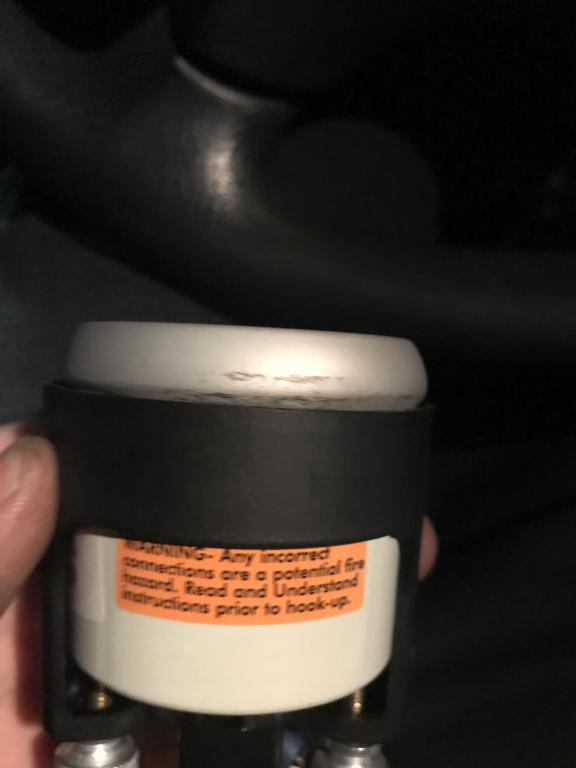 WARNING- Any incorrect
connections are a potential fire
hazard. Read and Understand
instructions prior to hook-up.